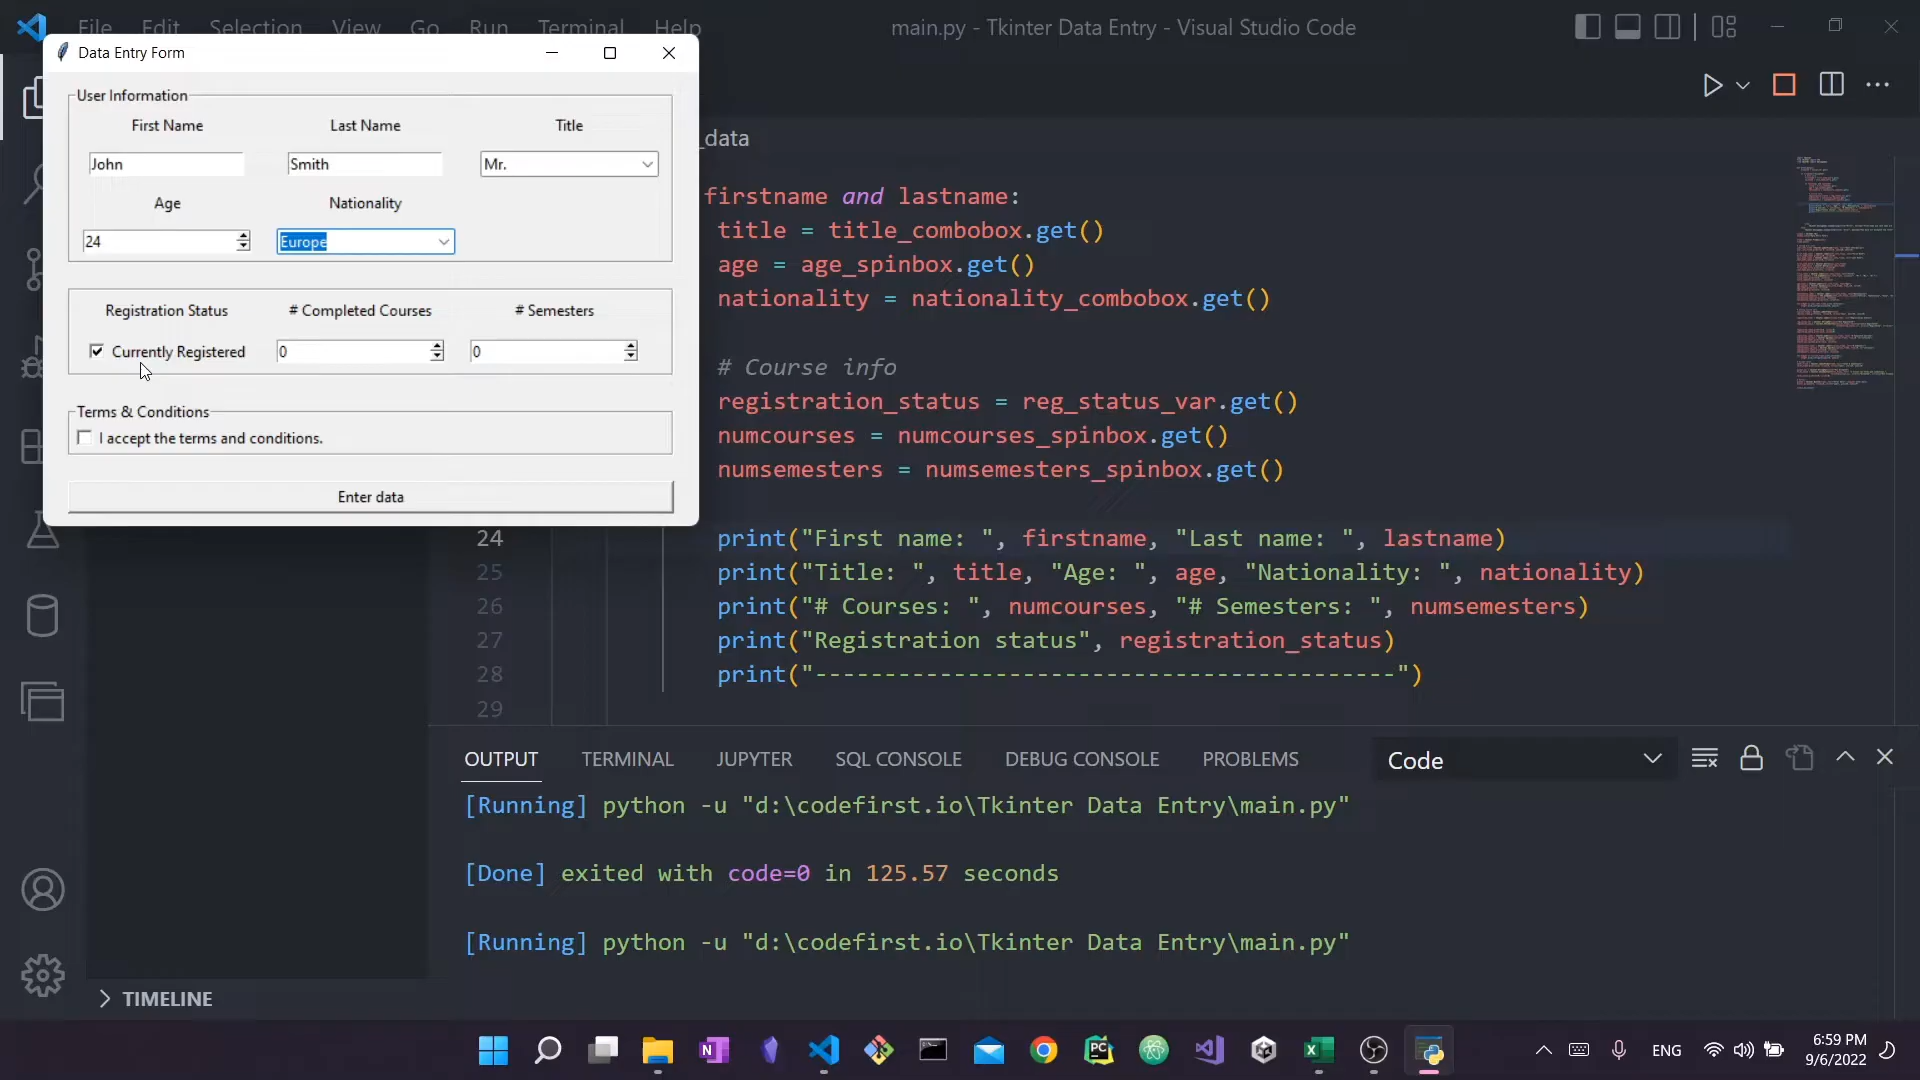 File Edit Selection View Go Run Terminal Help
main.py - Tkinter Data Entry - Visual Studio Code
Data Entry Form
User Information
First Name Last Name Title
John Smith Mr.
Age Nationality
24 Europe
Registration Status # Completed Courses # Semesters
Currently Registered 0 0
Terms & Conditions
I accept the terms and conditions.
Enter data
_data
firstname and lastname:
title = title_combobox.get()
age = age_spinbox.get()
nationality = nationality_combobox.get()
# Course info
registration_status = reg_status_var.get()
numcourses = numcourses_spinbox.get()
numsemesters = numsemesters_spinbox.get()
24 print("First name: ", firstname, "Last name: ", lastname)
25 print("Title: ", title, "Age: ", age, "Nationality: ", nationality)
26 print("# Courses: ", numcourses, "# Semesters: ", numsemesters)
27 print("Registration status", registration_status)
28 print("------------------------------------------")
29
OUTPUT TERMINAL JUPYTER SQL CONSOLE DEBUG CONSOLE PROBLEMS Code
[Running] python -u "d:\codefirst.io\Tkinter Data Entry\main.py"
[Done] exited with code=0 in 125.57 seconds
[Running] python -u "d:\codefirst.io\Tkinter Data Entry\main.py"
TIMELINE
ENG
6:59 PM
9/6/2022